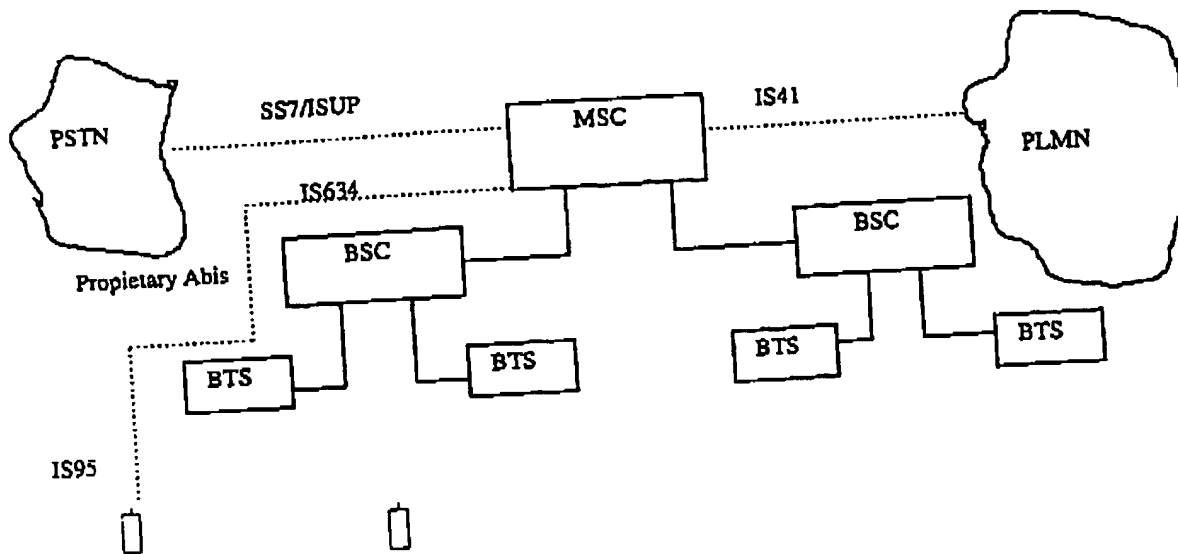 SS7/ISUP
IS41
PSTN
MSC
PLMN
IS634
BSC
BSC
Propietary Abis
BTS
BTS
BTS
BTS
IS95